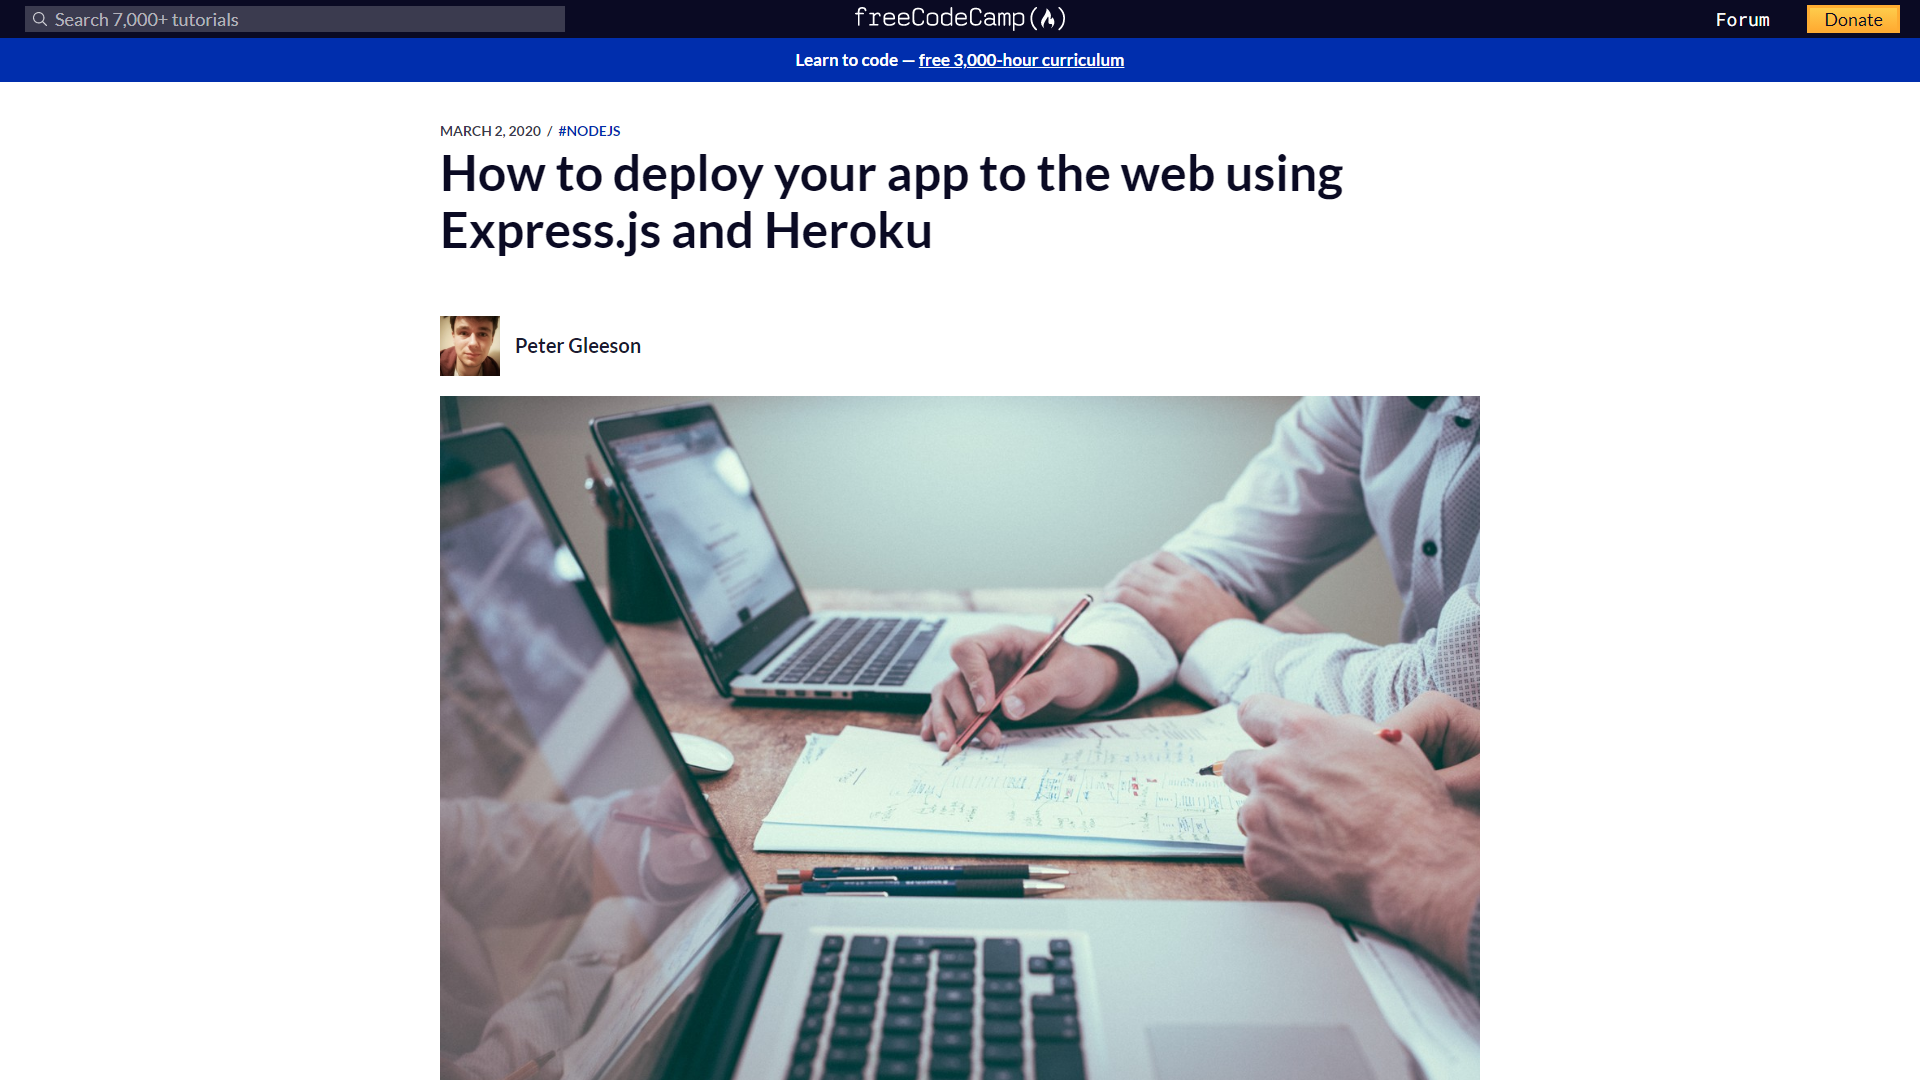 Search 7,000+ tutorials
freeCodeCamp(🔥)
Forum
Donate
Learn to code — free 3,000-hour curriculum
MARCH 2, 2020 / #NODEJS
How to deploy your app to the web using
Express.js and Heroku
Peter Gleeson